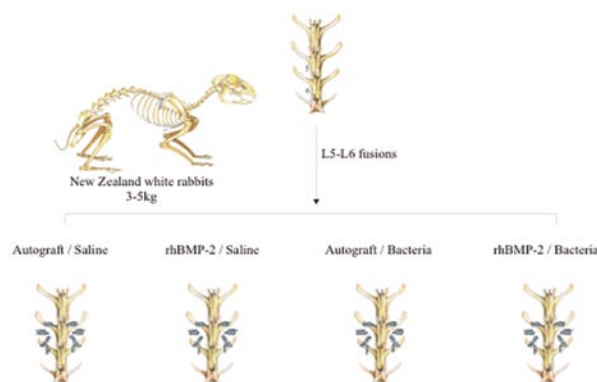 L5-L6 fusions
New Zealand white rabbits
3-5kg
Autograft / Saline
rhBMP-2 / Saline
Autograft / Bacteria
rhBMP-2 / Bacteria